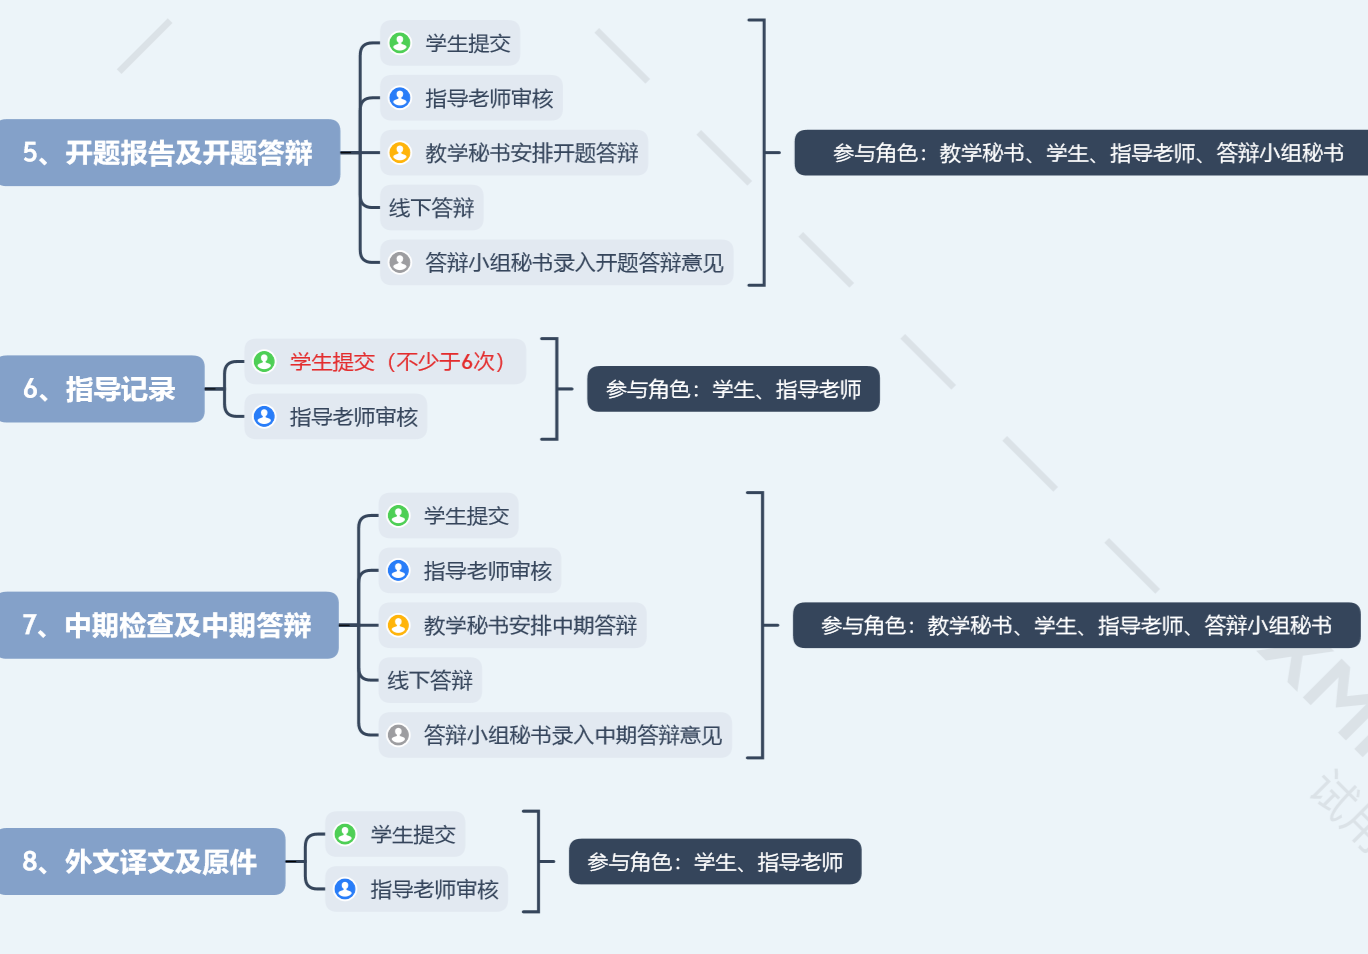 5、开题报告及开题答辩
学生提交
指导老师审核
教学秘书安排开题答辩
线下答辩
答辩小组秘书录入开题答辩意见
参与角色：教学秘书、学生、指导老师、答辩小组秘书
6、指导记录
学生提交（不少于6次）
指导老师审核
参与角色：学生、指导老师
7、中期检查及中期答辩
学生提交
指导老师审核
教学秘书安排中期答辩
线下答辩
答辩小组秘书录入中期答辩意见
参与角色：教学秘书、学生、指导老师、答辩小组秘书
8、外文译文及原件
学生提交
指导老师审核
参与角色：学生、指导老师
XM
试用